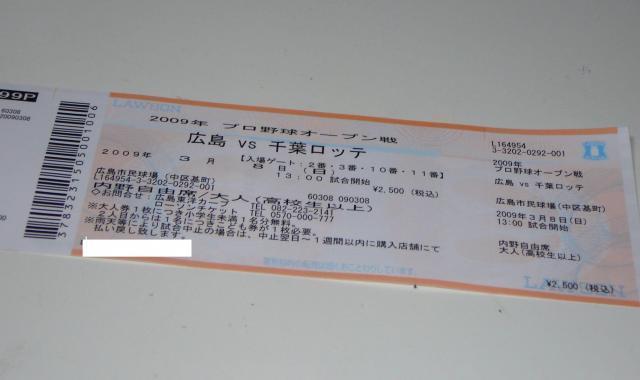 99P
60308
20090308
3783231505001006
LAWSON
2009年 プロ野球オープン戦
広島 VS 千葉ロッテ
【入場ゲート:2番・3番・10番・11番】
2009年 3月 8日(日)
13:00 試合開始
広島市民球場(中区基町)
¥2,500(税込)
L164954-3-3202-0292-001
60308 090308
内野自由席/大人(高校生以上)
○お問合せ:広島東洋カープ TEL 082-223-2141
ローソンチケット TEL 0570-000-777
※大人券1枚につき小学生未満1名分無料。
2人目からは1名につきこども券が1枚必要。
※雨天等により試合中止の場合は、中止翌日~1週間以内に購入店舗にて
払い戻し致します。
L164954
3-3202-0292-001
2009年
プロ野球オープン戦
広島 vs 千葉ロッテ
広島市民球場(中区基町)
2009年3月8日(日)
13:00 試合開始
内野自由席
大人(高校生以上)
LAWSON
¥2,500(税込)